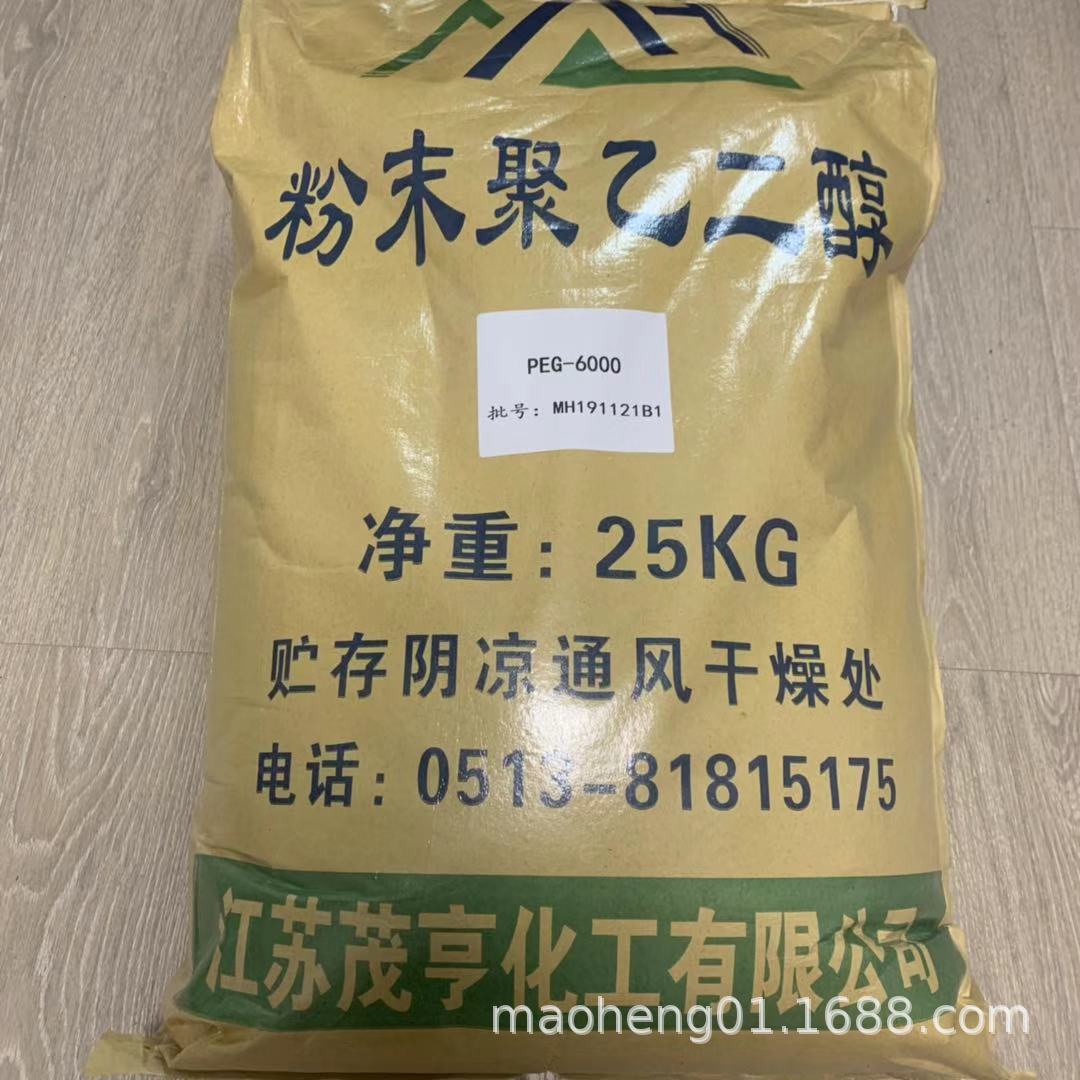 粉末聚乙二醇
PEG-6000
批号: MH191121B1
净重: 25KG
贮存阴凉通风干燥处
电话: 0513-81815175
江苏茂亨化工有限公司
maoheng01.1688.com